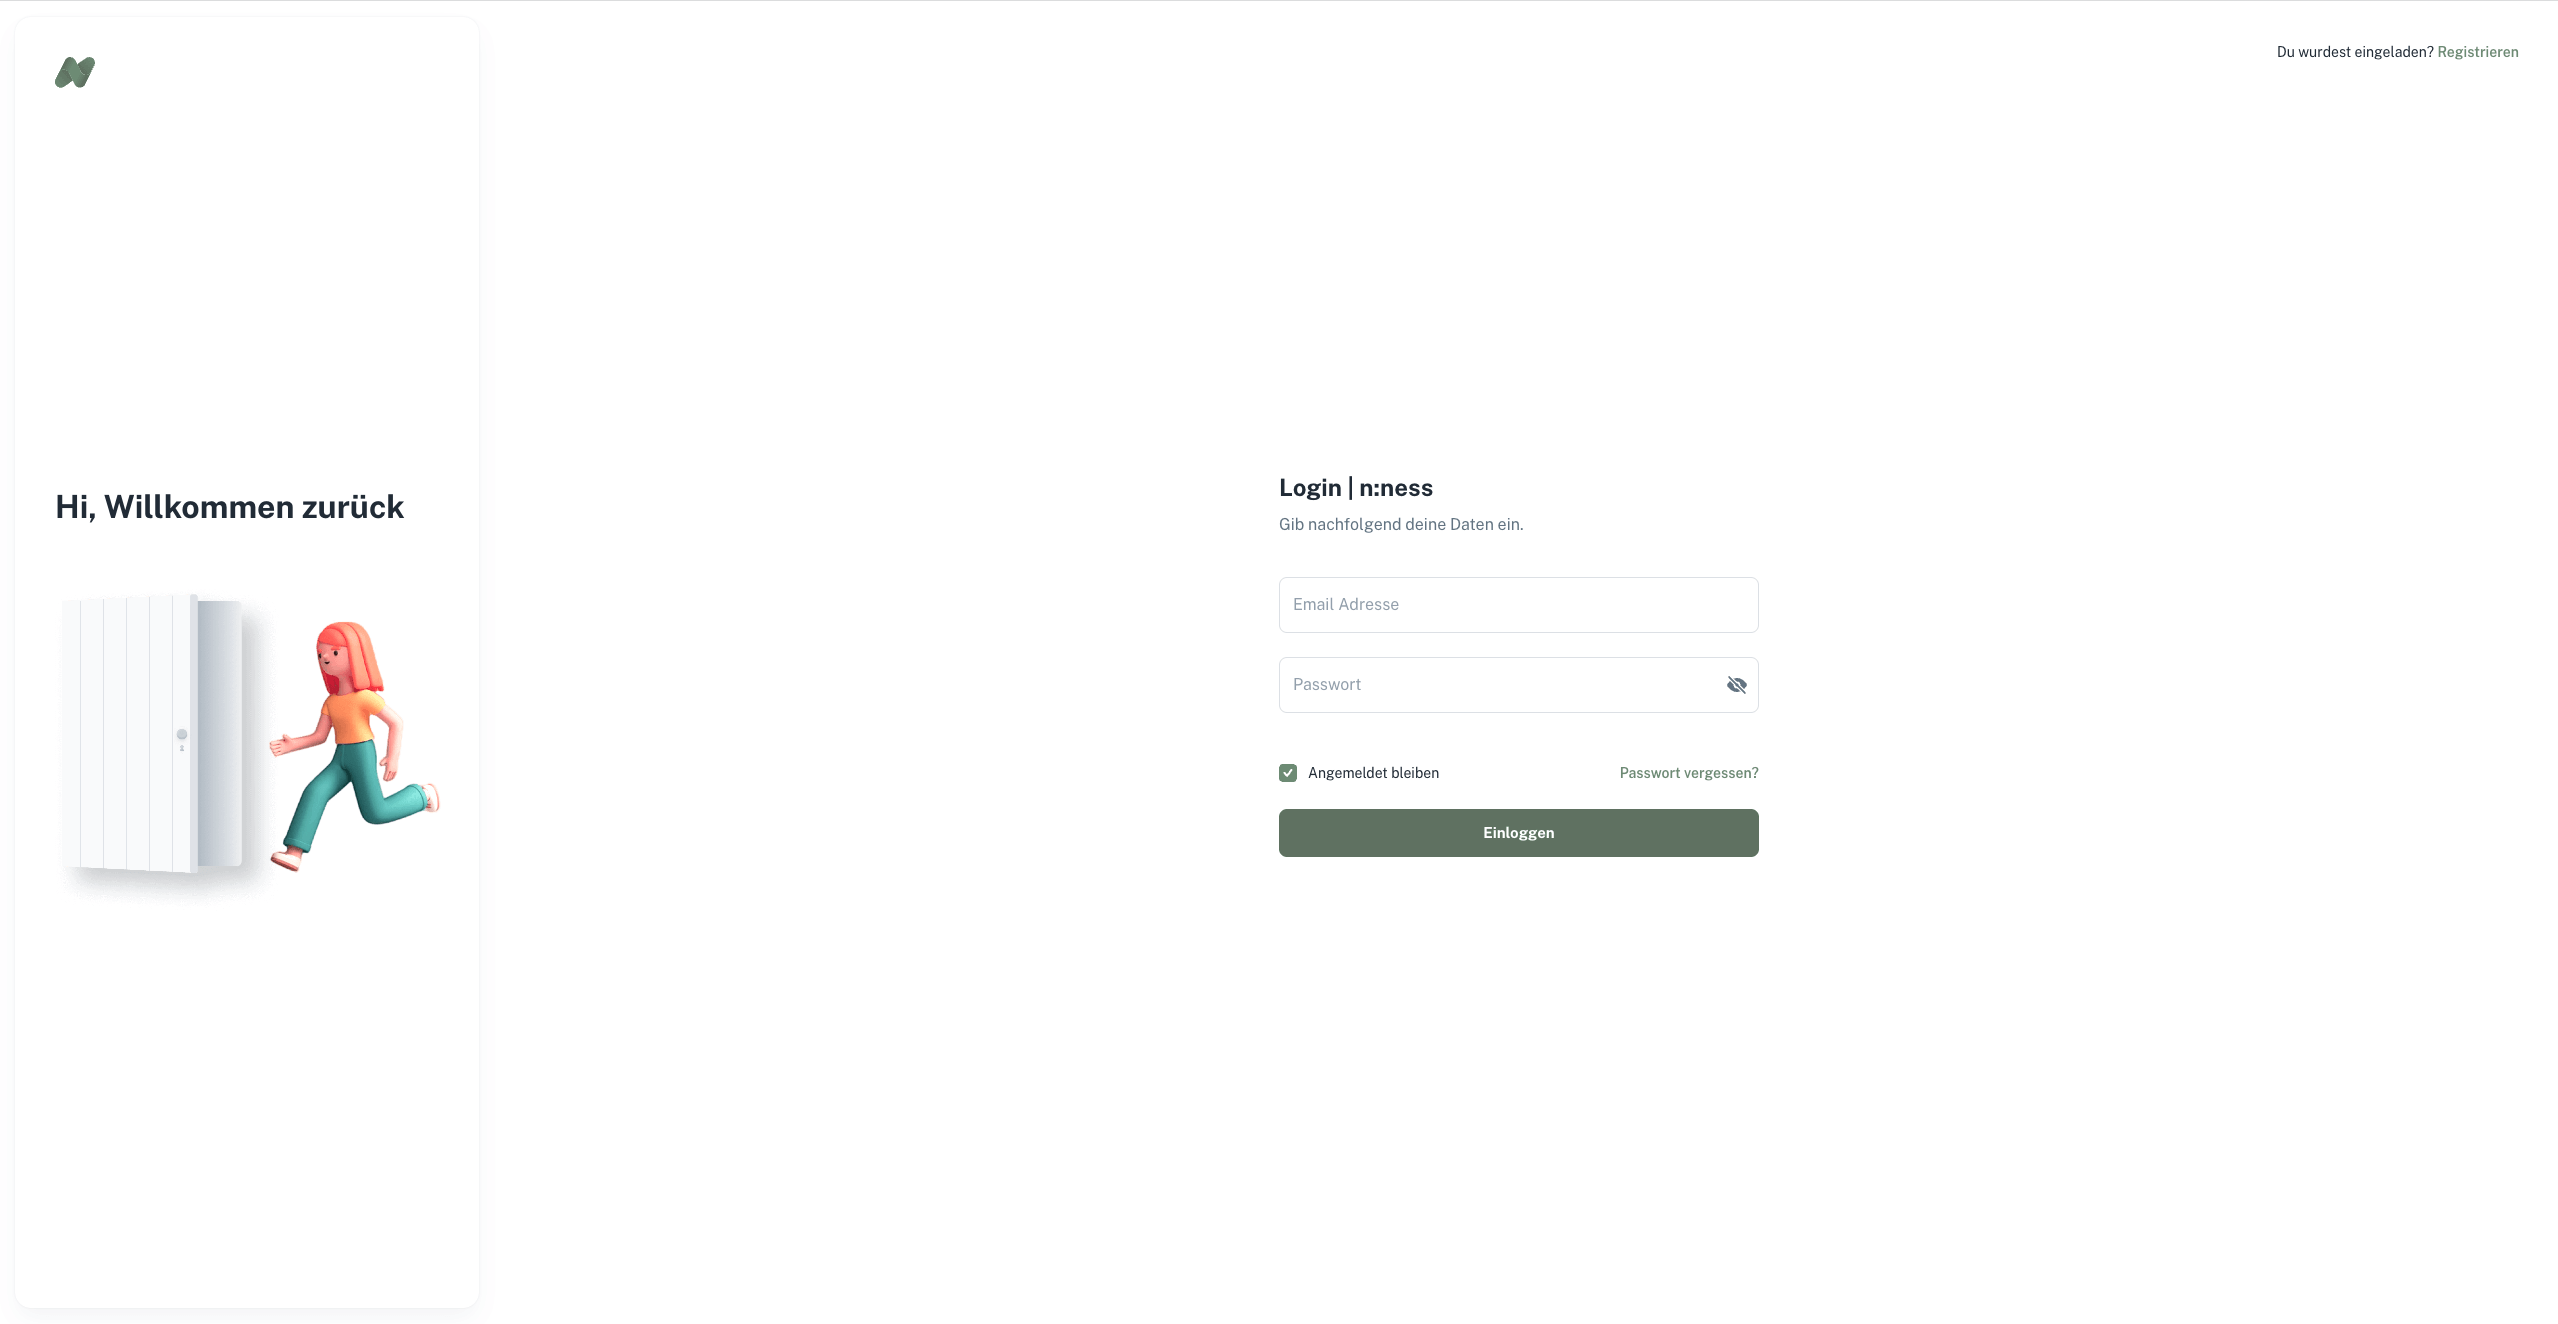 Du wurdest eingeladen? Registrieren
Hi, Willkommen zurück
Login | n:ness
Gib nachfolgend deine Daten ein.
Email Adresse
Passwort
Angemeldet bleiben
Passwort vergessen?
Einloggen